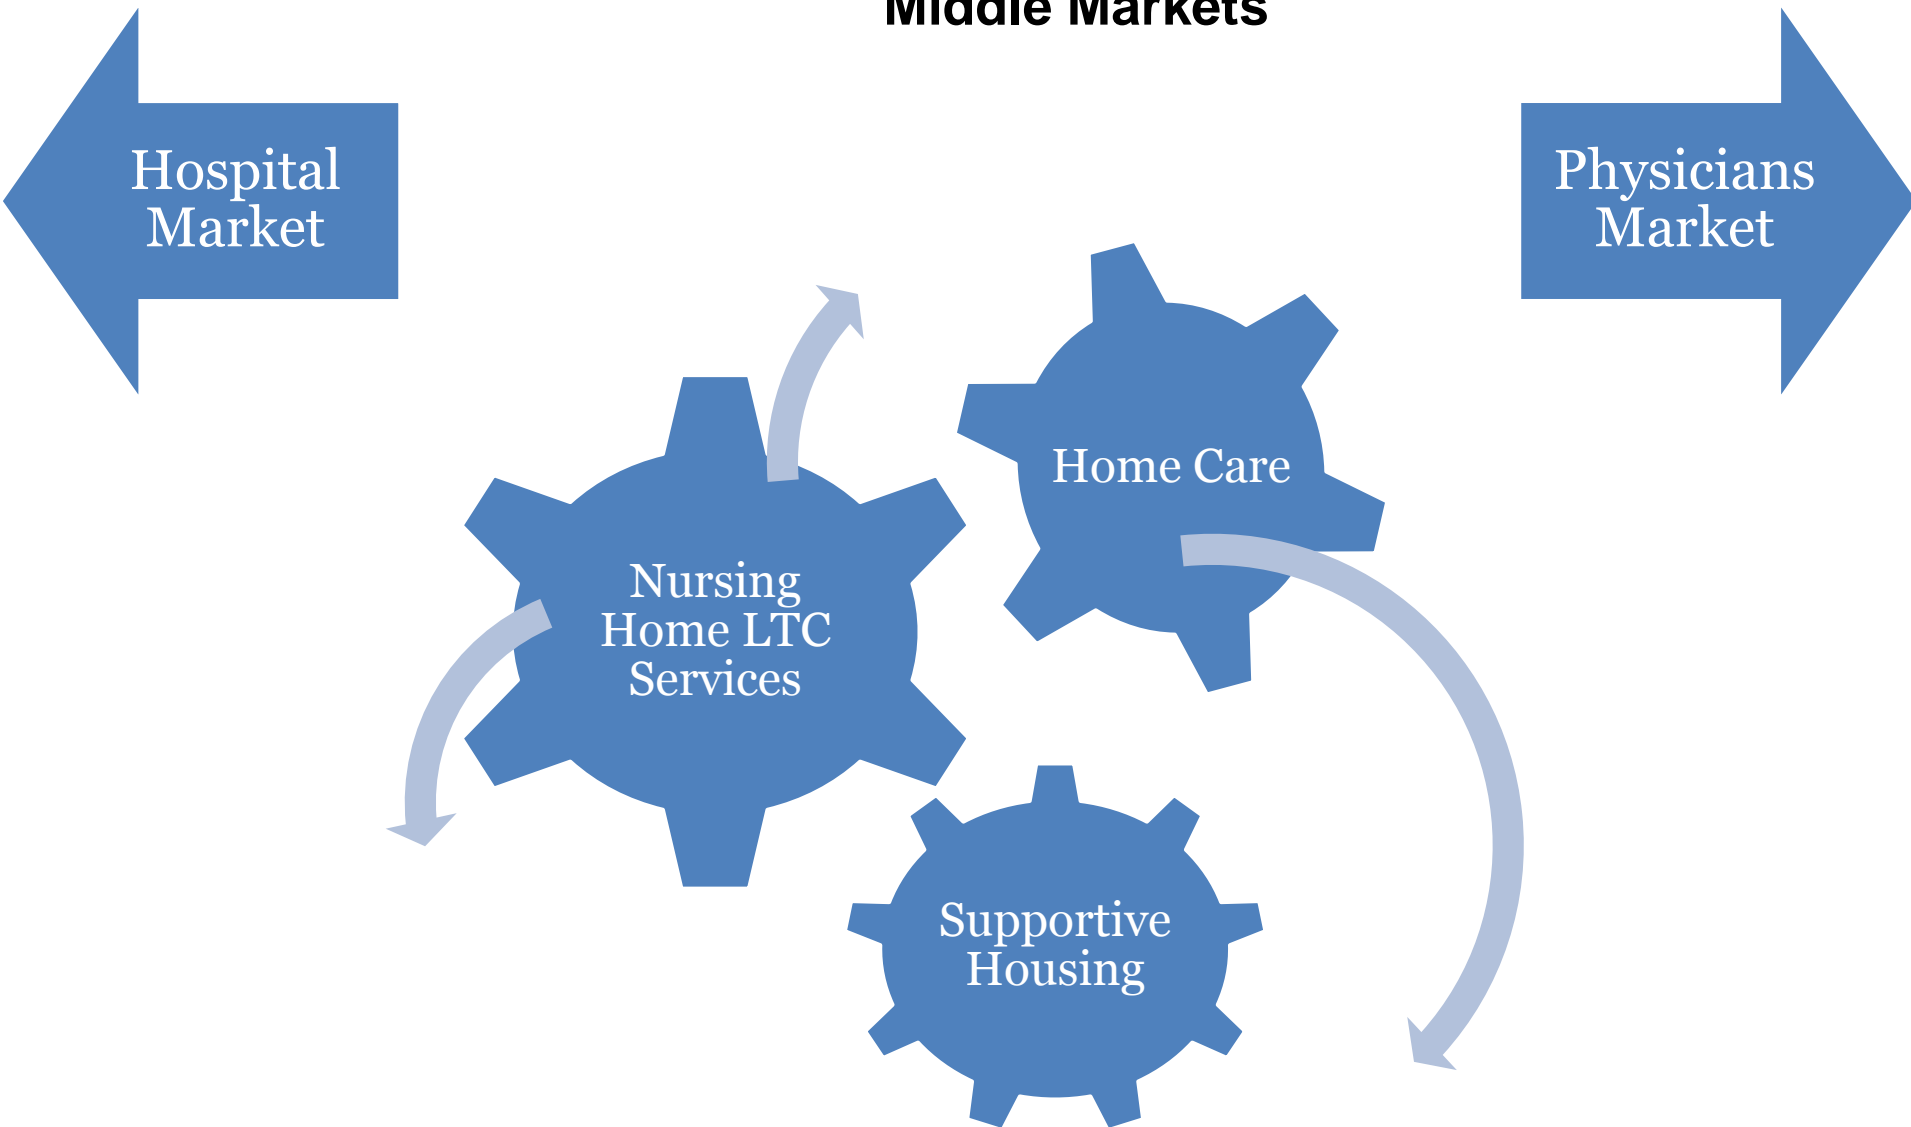 Middle Markets
Hospital
Market
Physicians
Market
Home Care
Nursing
Home LTC
Services
Supportive
Housing